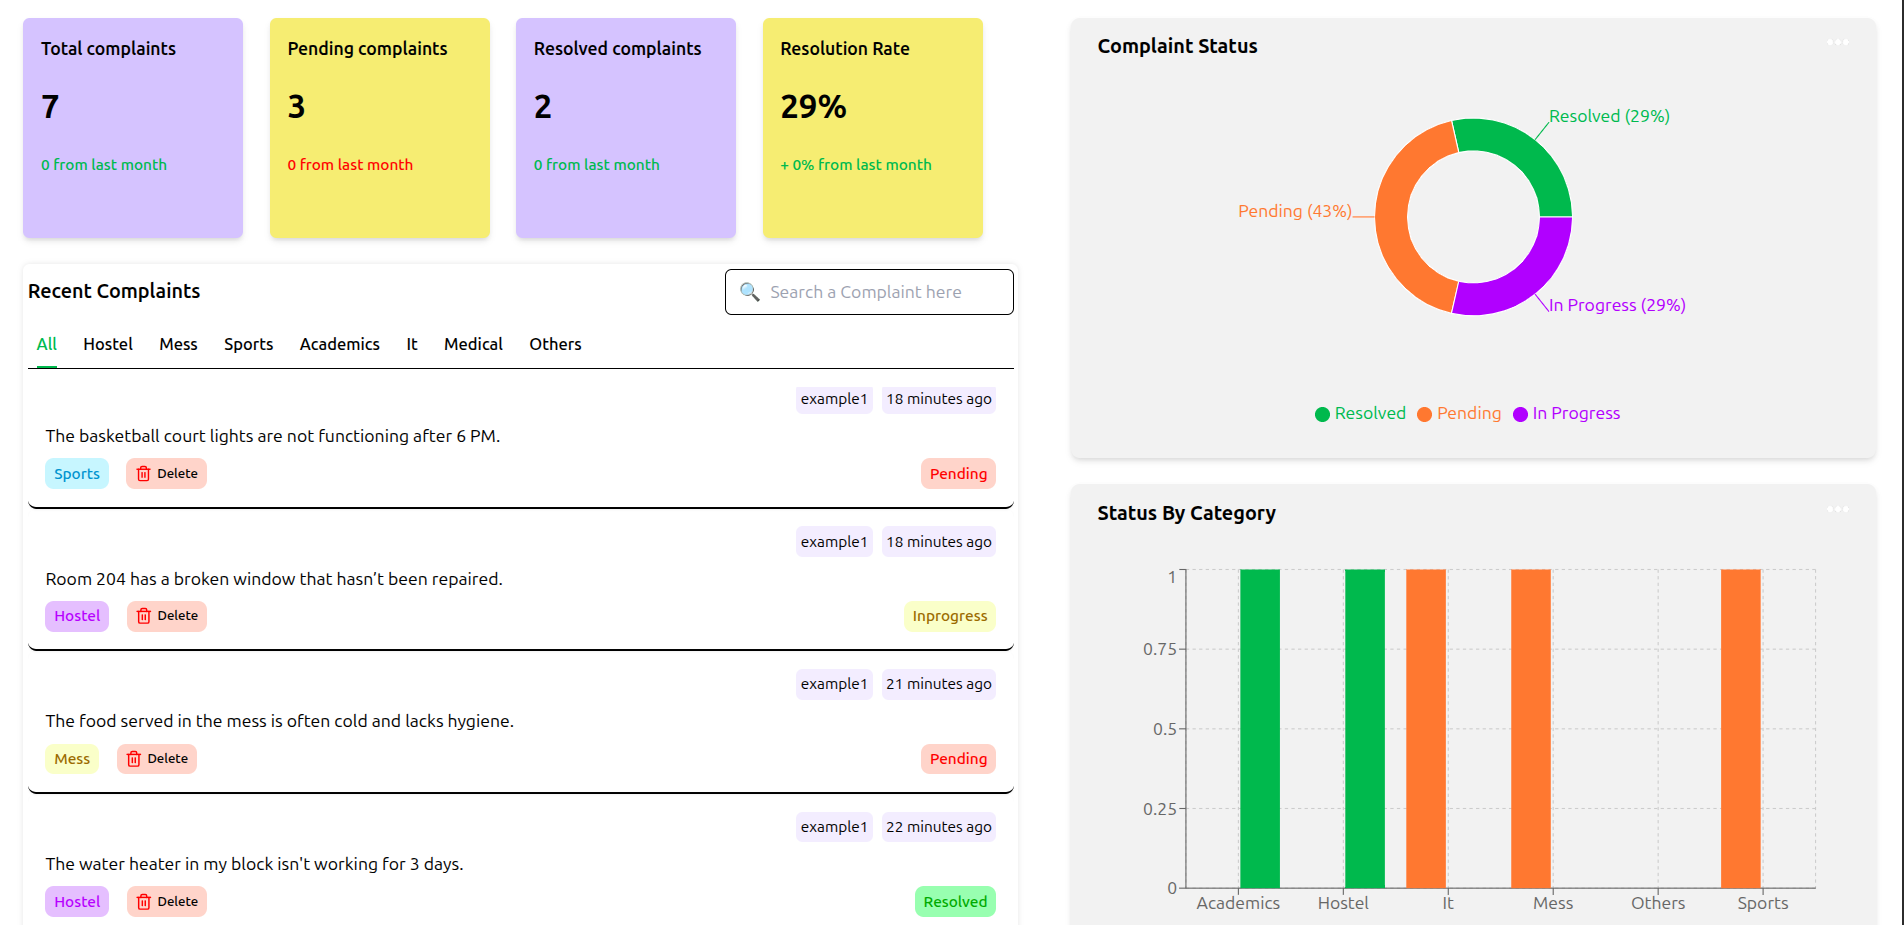 Total complaints
7
0 from last month
Pending complaints
3
0 from last month
Resolved complaints
2
0 from last month
Resolution Rate
29%
+ 0% from last month
Recent Complaints
Search a Complaint here
All Hostel Mess Sports Academics It Medical Others
example1 18 minutes ago
The basketball court lights are not functioning after 6 PM.
Sports Delete Pending
example1 18 minutes ago
Room 204 has a broken window that hasn’t been repaired.
Hostel Delete Inprogress
example1 21 minutes ago
The food served in the mess is often cold and lacks hygiene.
Mess Delete Pending
example1 22 minutes ago
The water heater in my block isn't working for 3 days.
Hostel Delete Resolved
Complaint Status
Resolved (29%)
Pending (43%)
In Progress (29%)
Resolved Pending In Progress
Status By Category
1
0.75
0.5
0.25
0
Academics Hostel It Mess Others Sports